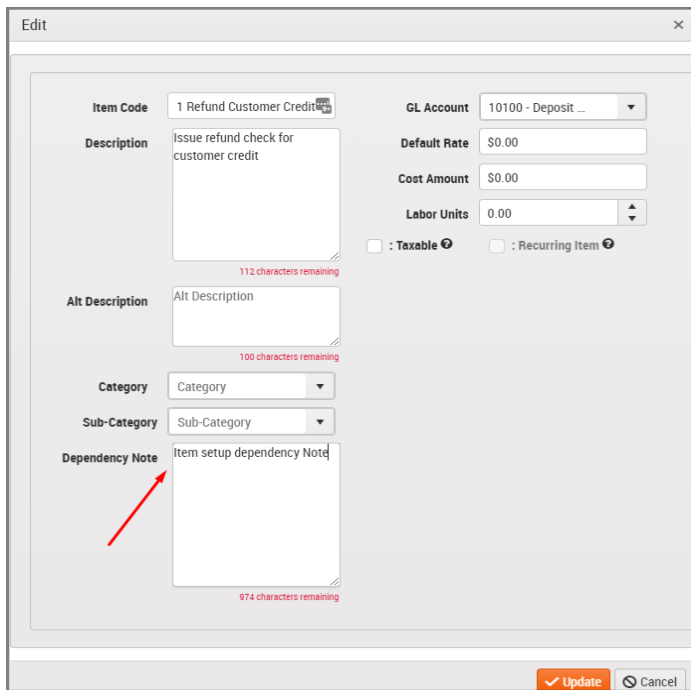 Edit
Item Code
1 Refund Customer Credit
GL Account
10100 - Deposit ...
Description
Issue refund check for
customer credit
Default Rate
$0.00
Cost Amount
$0.00
Labor Units
0.00
: Taxable
: Recurring Item
112 characters remaining
Alt Description
Alt Description
100 characters remaining
Category
Category
Sub-Category
Sub-Category
Dependency Note
Item setup dependency Note
974 characters remaining
Update
Cancel